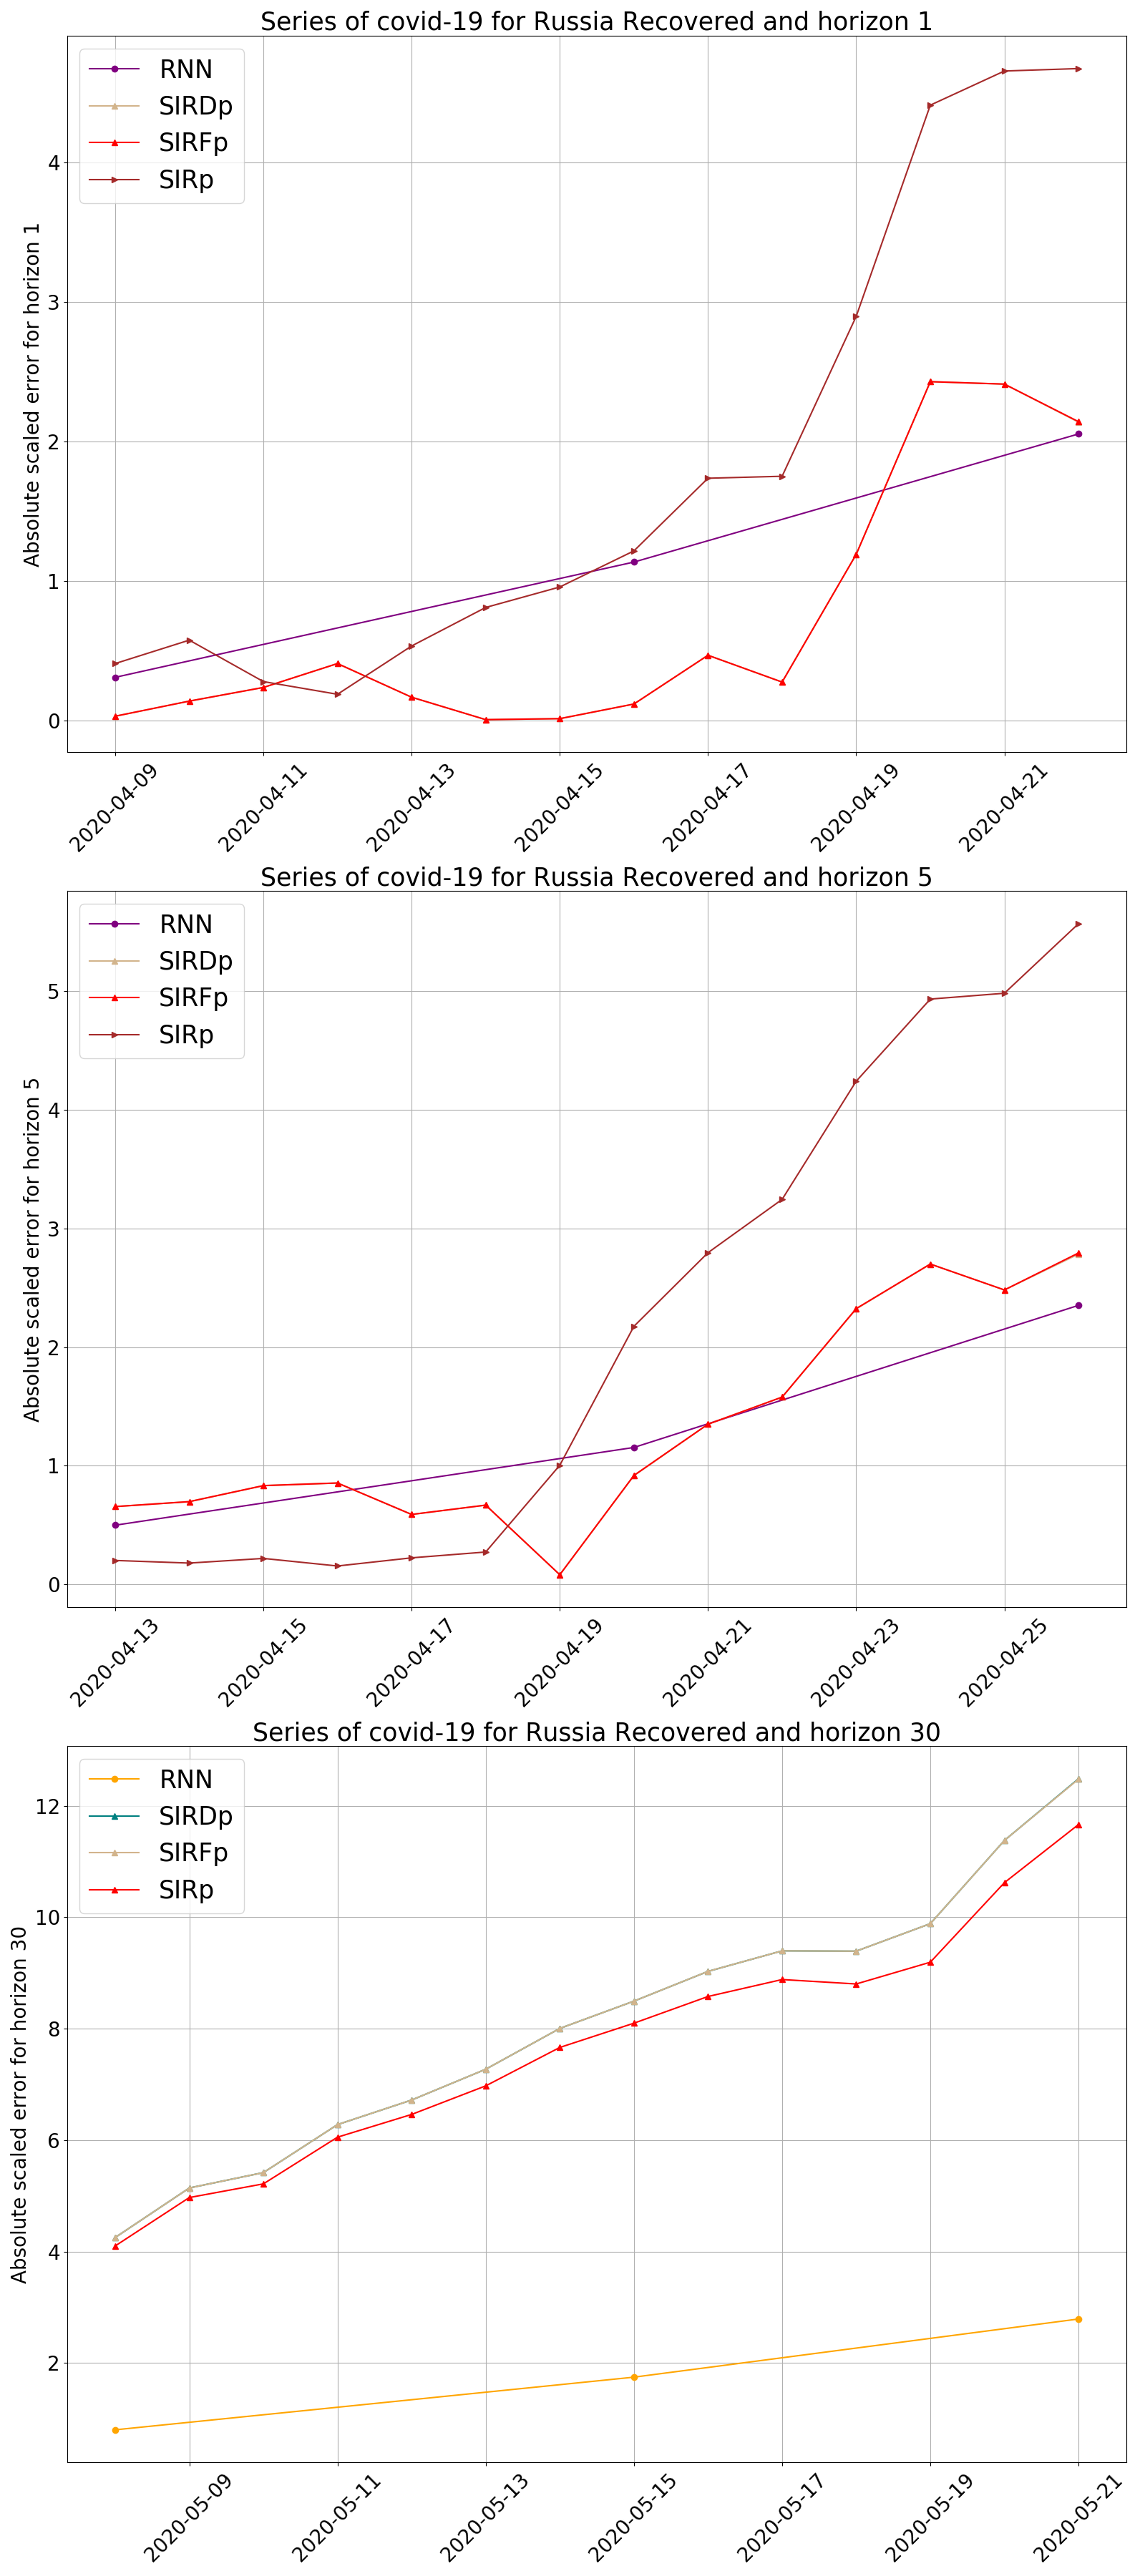 Series of covid-19 for Russia Recovered and horizon 1
RNN
SIRDp
SIRFp
SIRp
Absolute scaled error for horizon 1
4
3
2
1
0
2020-04-09
2020-04-11
2020-04-13
2020-04-15
2020-04-17
2020-04-19
2020-04-21
Series of covid-19 for Russia Recovered and horizon 5
RNN
SIRDp
SIRFp
SIRp
Absolute scaled error for horizon 5
5
4
3
2
1
0
2020-04-13
2020-04-15
2020-04-17
2020-04-19
2020-04-21
2020-04-23
2020-04-25
Series of covid-19 for Russia Recovered and horizon 30
RNN
SIRDp
SIRFp
SIRp
Absolute scaled error for horizon 30
12
10
8
6
4
2
2020-05-09
2020-05-11
2020-05-13
2020-05-15
2020-05-17
2020-05-19
2020-05-21